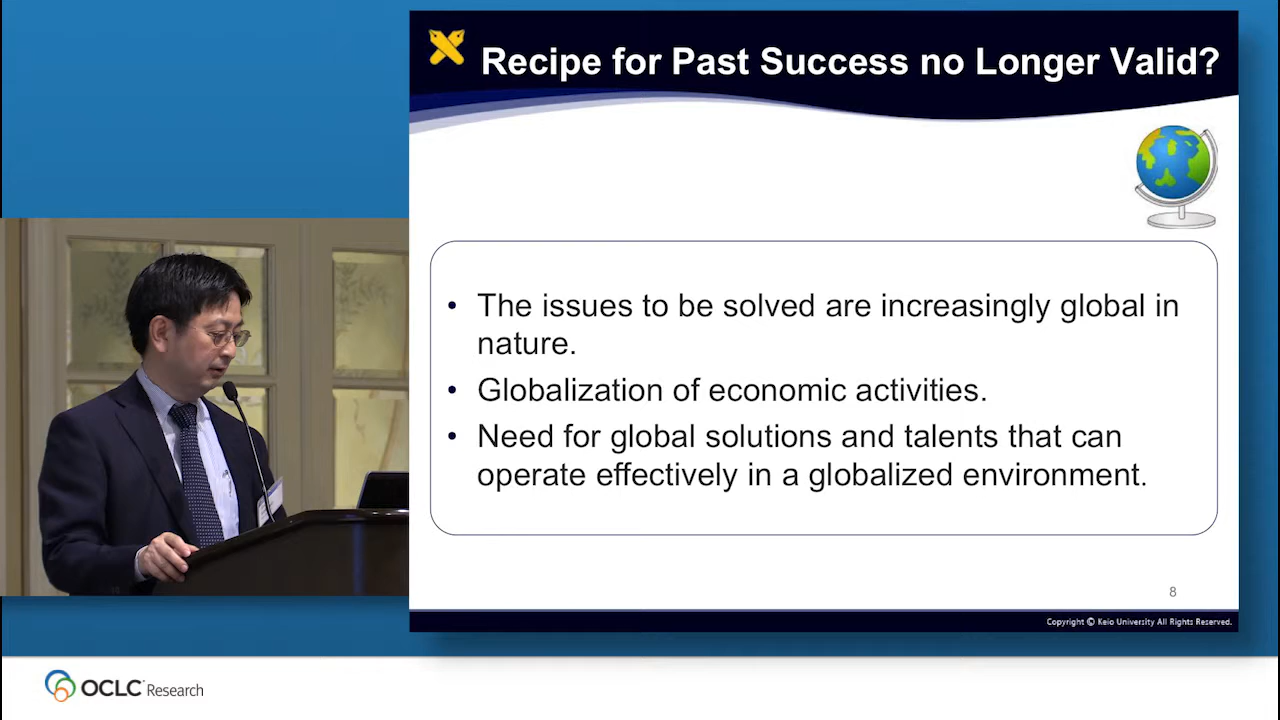 Recipe for Past Success no Longer Valid?
• The issues to be solved are increasingly global in
nature.
• Globalization of economic activities.
• Need for global solutions and talents that can
operate effectively in a globalized environment.
8
Copyright © Keio University All Rights Reserved.
OCLC Research